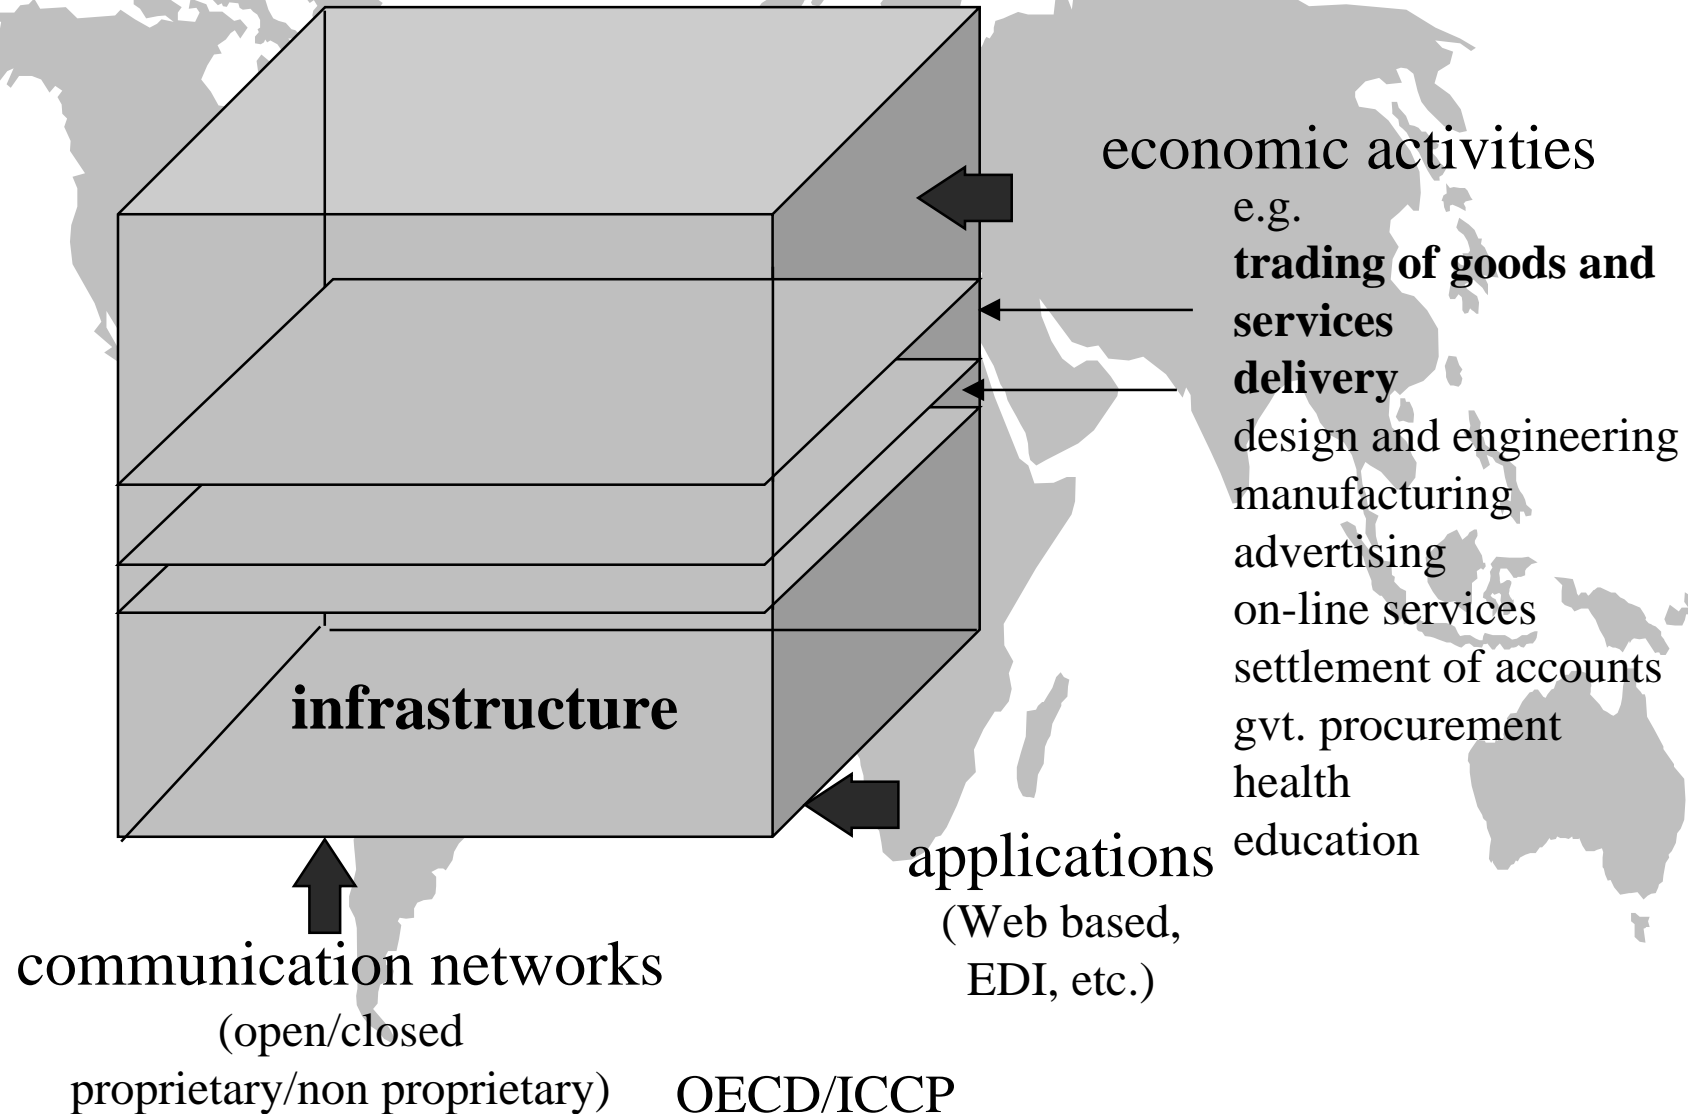 economic activities
e.g.
trading of goods and
services
delivery
design and engineering
manufacturing
advertising
on-line services
settlement of accounts
gvt. procurement
health
education
infrastructure
applications
(Web based,
EDI, etc.)
communication networks
(open/closed
proprietary/non proprietary)
OECD/ICCP